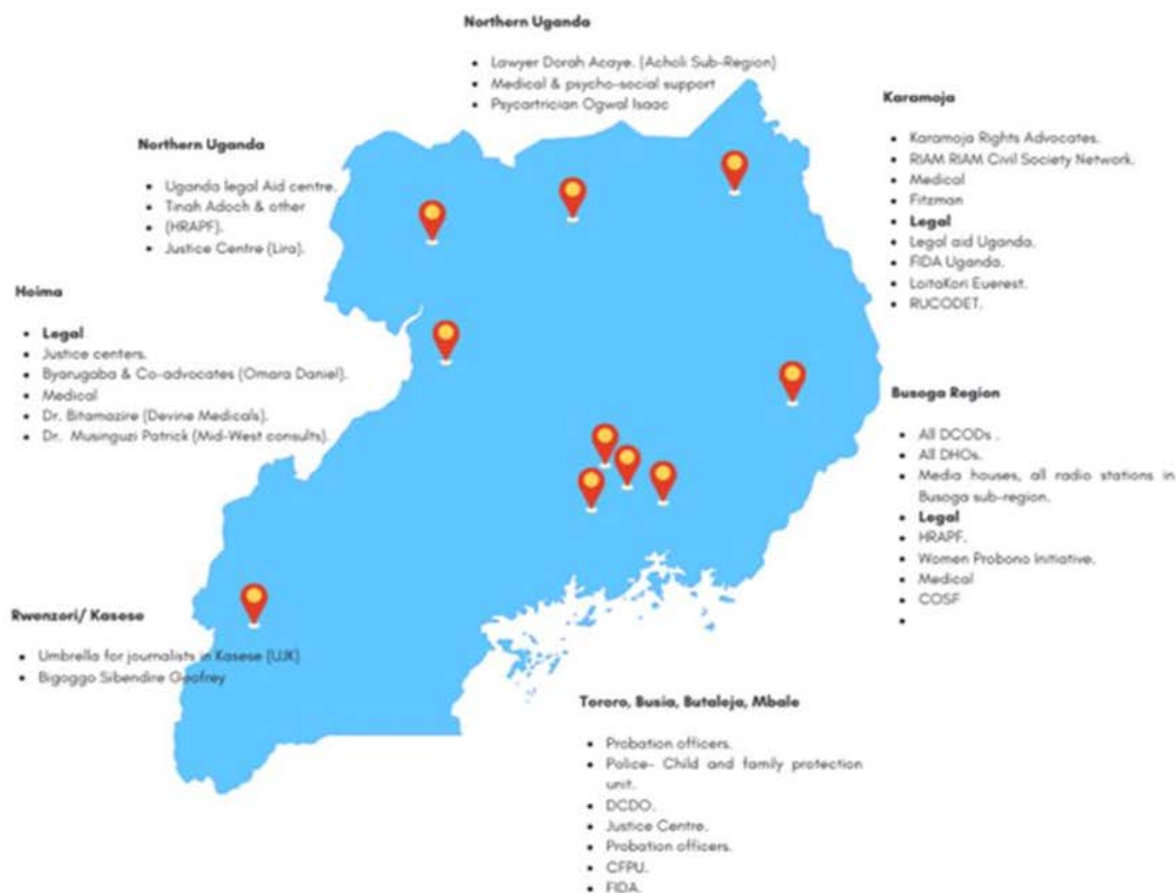 Northern Uganda
• Lawyer Dorah Acaye. (Acholi Sub-Region)
• Medical & psycho-social support
• Psycartrician Ogwal Isaac
Karamoja
• Karamoja Rights Advocates.
• RIAM RIAM Civil Society Network.
• Medical
• Fitzman
• Legal
• Legal aid Uganda.
• FIDA Uganda.
• LoitaKori Euerest.
• RUCODET.
Northern Uganda
• Uganda legal Aid centre.
• Tinah Adoch & other
• (HRAPF).
• Justice Centre (Lira).
Hoima
• Legal
• Justice centers.
• Byarugaba & Co-advocates (Omara Daniel).
• Medical
• Dr. Bitamazire (Devine Medicals).
• Dr. Musinguzi Patrick (Mid-West consults).
Busoga Region
• All DCODs .
• All DHOs.
• Media houses, all radio stations in
Busoga sub-region.
• Legal
• HRAPF.
• Women Probono Initiative.
• Medical
• COSF
•
Rwenzori/ Kasese
• Umbrella for journalists in Kasese (UJK)
• Bigoggo Sibendire Geofrey
Tororo, Busia, Butaleja, Mbale
• Probation officers.
• Police- Child and family protection
unit.
• DCDO.
• Justice Centre.
• Probation officers.
• CFPU.
• FIDA.